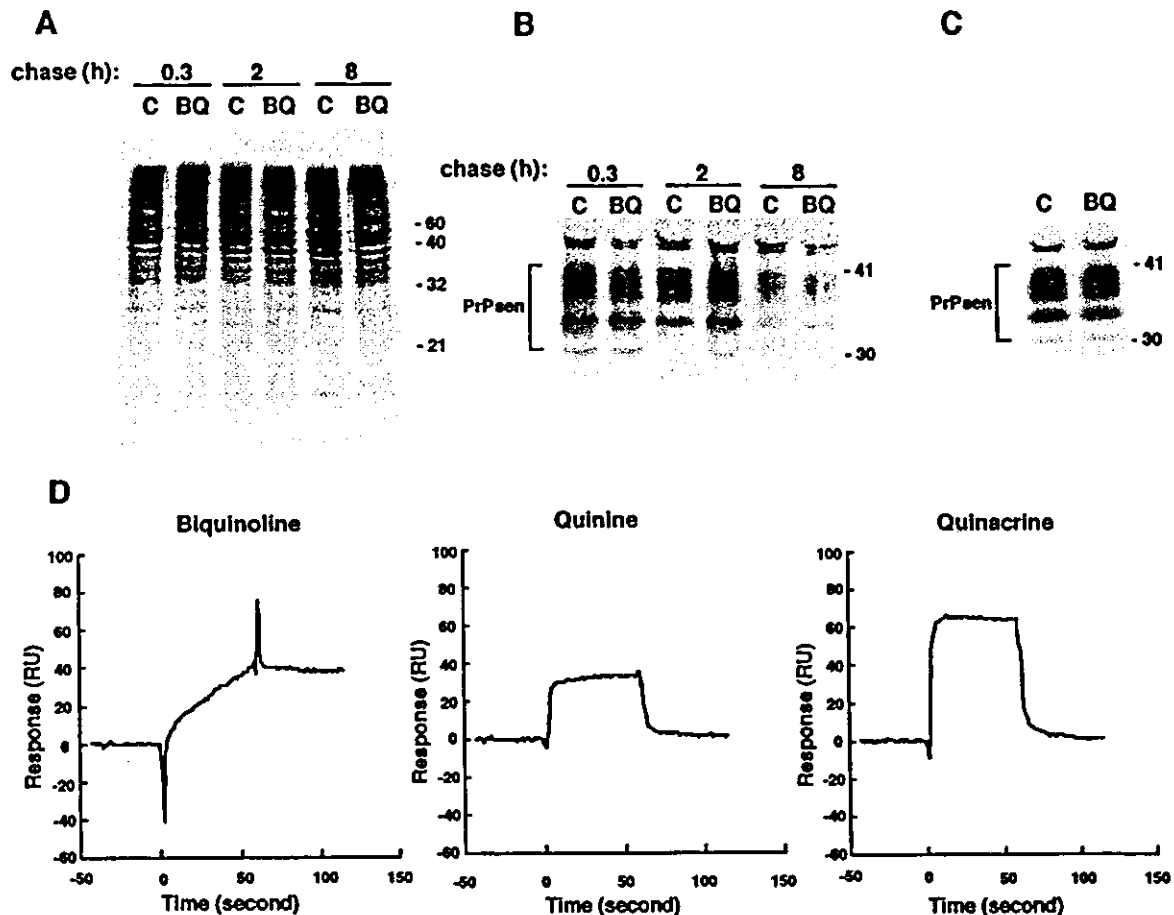 A
chase (h): 0.3 2 8
C BQ C BQ C BQ
- 60
- 40
- 32
- 21
B
chase (h): 0.3 2 8
C BQ C BQ C BQ
PrPsen
- 41
- 30
C
C BQ
- 41
- 30
D
Biquinoline
Response (RU)
100
80
60
40
20
0
-20
-40
-60
-50 0 50 100 150
Time (second)
Quinine
Response (RU)
100
80
60
40
20
0
-20
-40
-60
-50 0 50 100 150
Time (second)
Quinacrine
Response (RU)
100
80
60
40
20
0
-20
-40
-60
-50 0 50 100 150
Time (second)